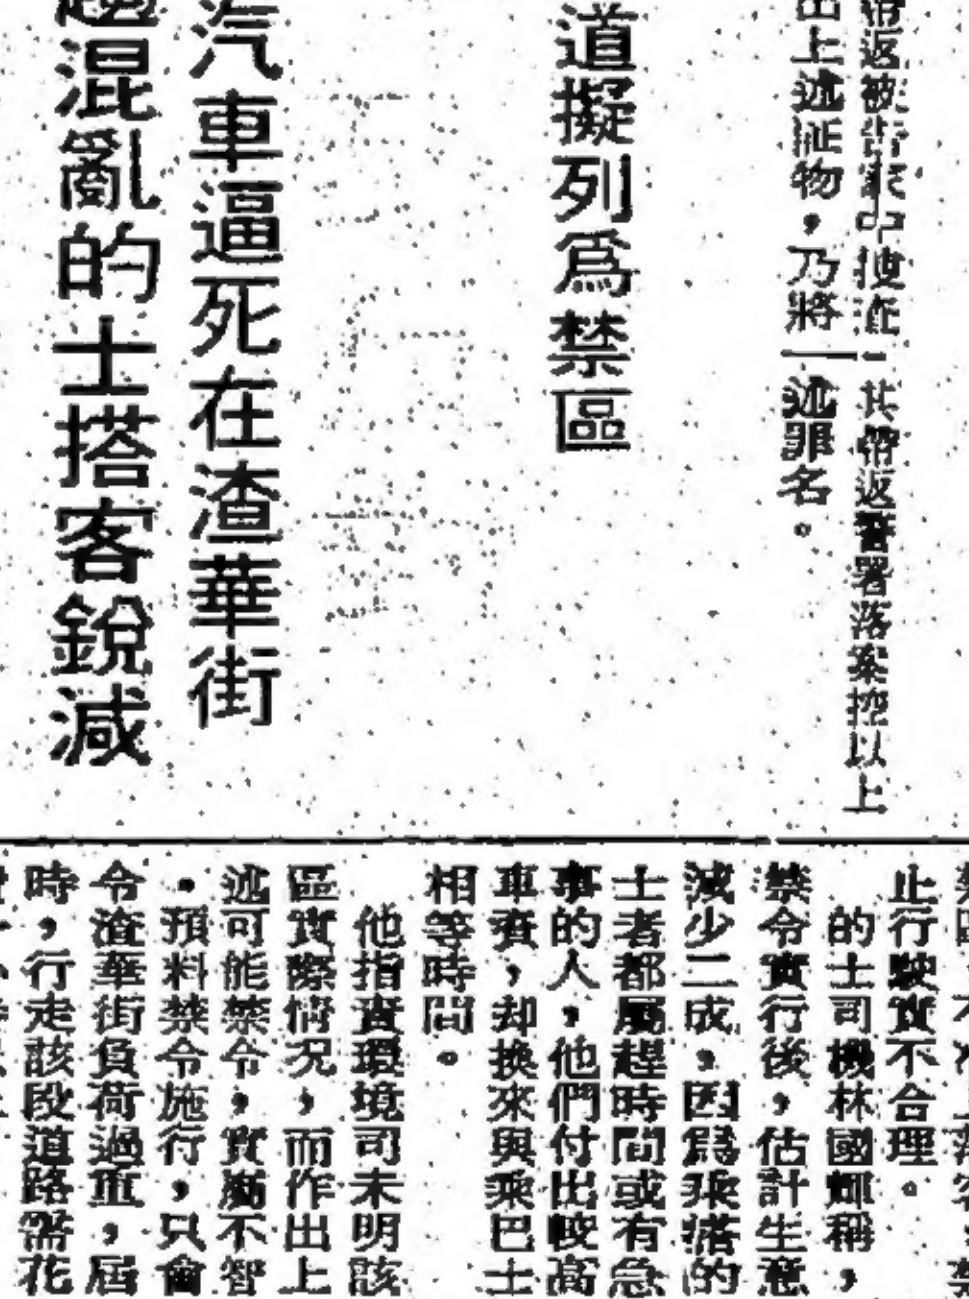 帶返被告家中搜查
其帶返警署落案控以上
出上述証物，乃將
述罪名。
道擬列為禁區
汽車逼死在渣華街
混亂的士搭客銳減
止行駛實不合理。
的士司機林國輝稱，
禁令實行後，估計生意
減少二成，因為乘搭的
士者都屬趕時間或有急
事的人，他們付出較高
車資，却換來與乘巴士
相等時間。
他指責環境司未明該
區實際情况，而作出上
述可能禁令，實屬不智
．預料禁令施行，只會
令渣華街負荷過重，屆
時，行走該段道路需花